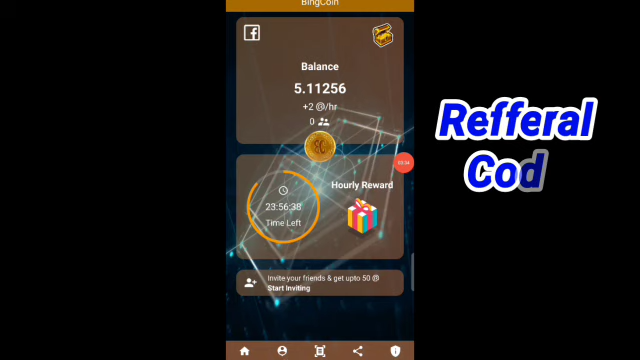 BingCoin
Balance
5.11256
+2 @/hr
0
Hourly Reward
23:56:38
Time Left
Invite your friends & get upto 50 @
Start Inviting
Refferal
Cod